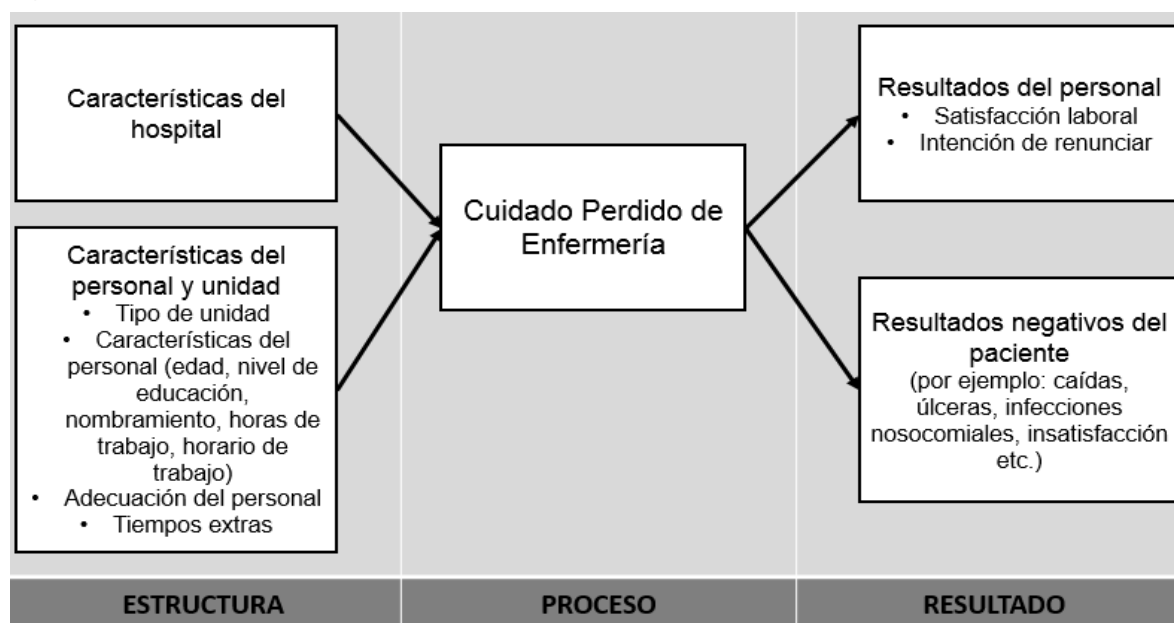 Características del
hospital
Características del
personal y unidad
• Tipo de unidad
• Características del
personal (edad, nivel de
educación,
nombramiento, horas de
trabajo, horario de
trabajo)
• Adecuación del personal
• Tiempos extras
Cuidado Perdido de
Enfermería
Resultados del personal
• Satisfacción laboral
• Intención de renunciar
Resultados negativos del
paciente
(por ejemplo: caídas,
úlceras, infecciones
nosocomiales, insatisfacción
etc.)
ESTRUCTURA
PROCESO
RESULTADO